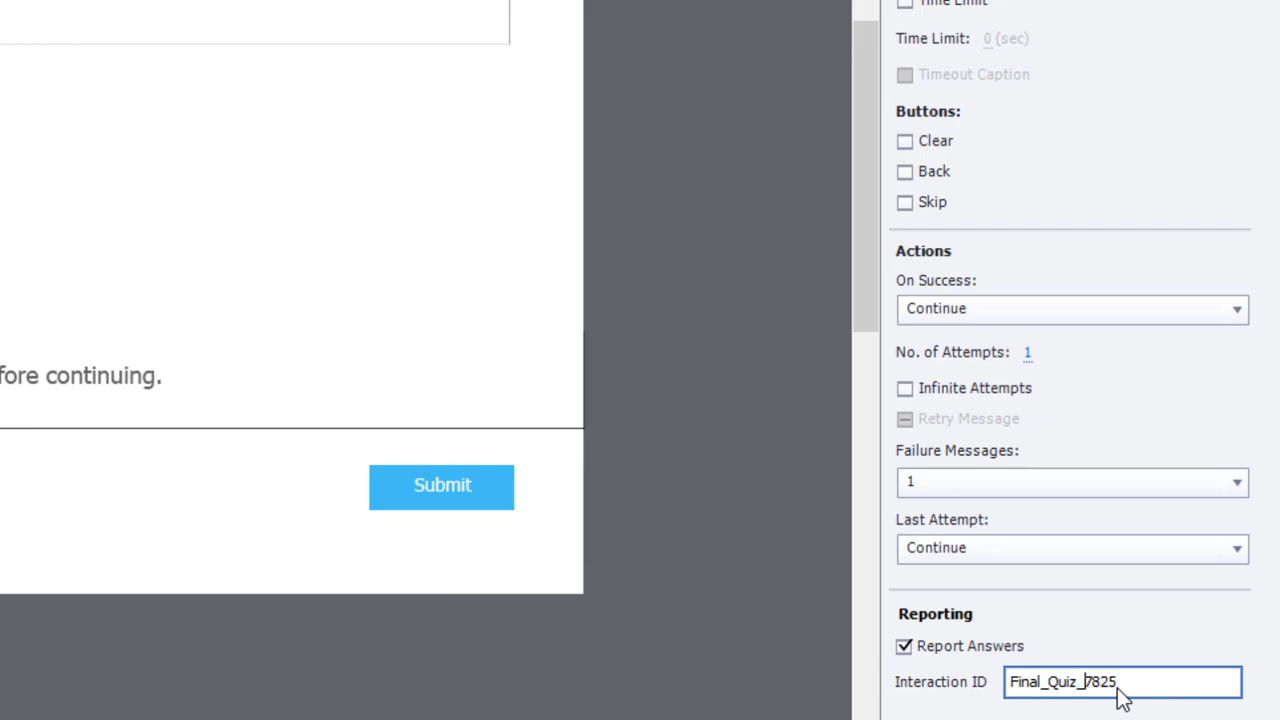 Time Limit
Time Limit: 0 (sec)
Timeout Caption
Buttons:
Clear
Back
Skip
Actions
On Success:
Continue
No. of Attempts: 1
Infinite Attempts
Retry Message
Failure Messages:
1
Last Attempt:
Continue
Reporting
Report Answers
Interaction ID Final_Quiz_7825
fore continuing.
Submit